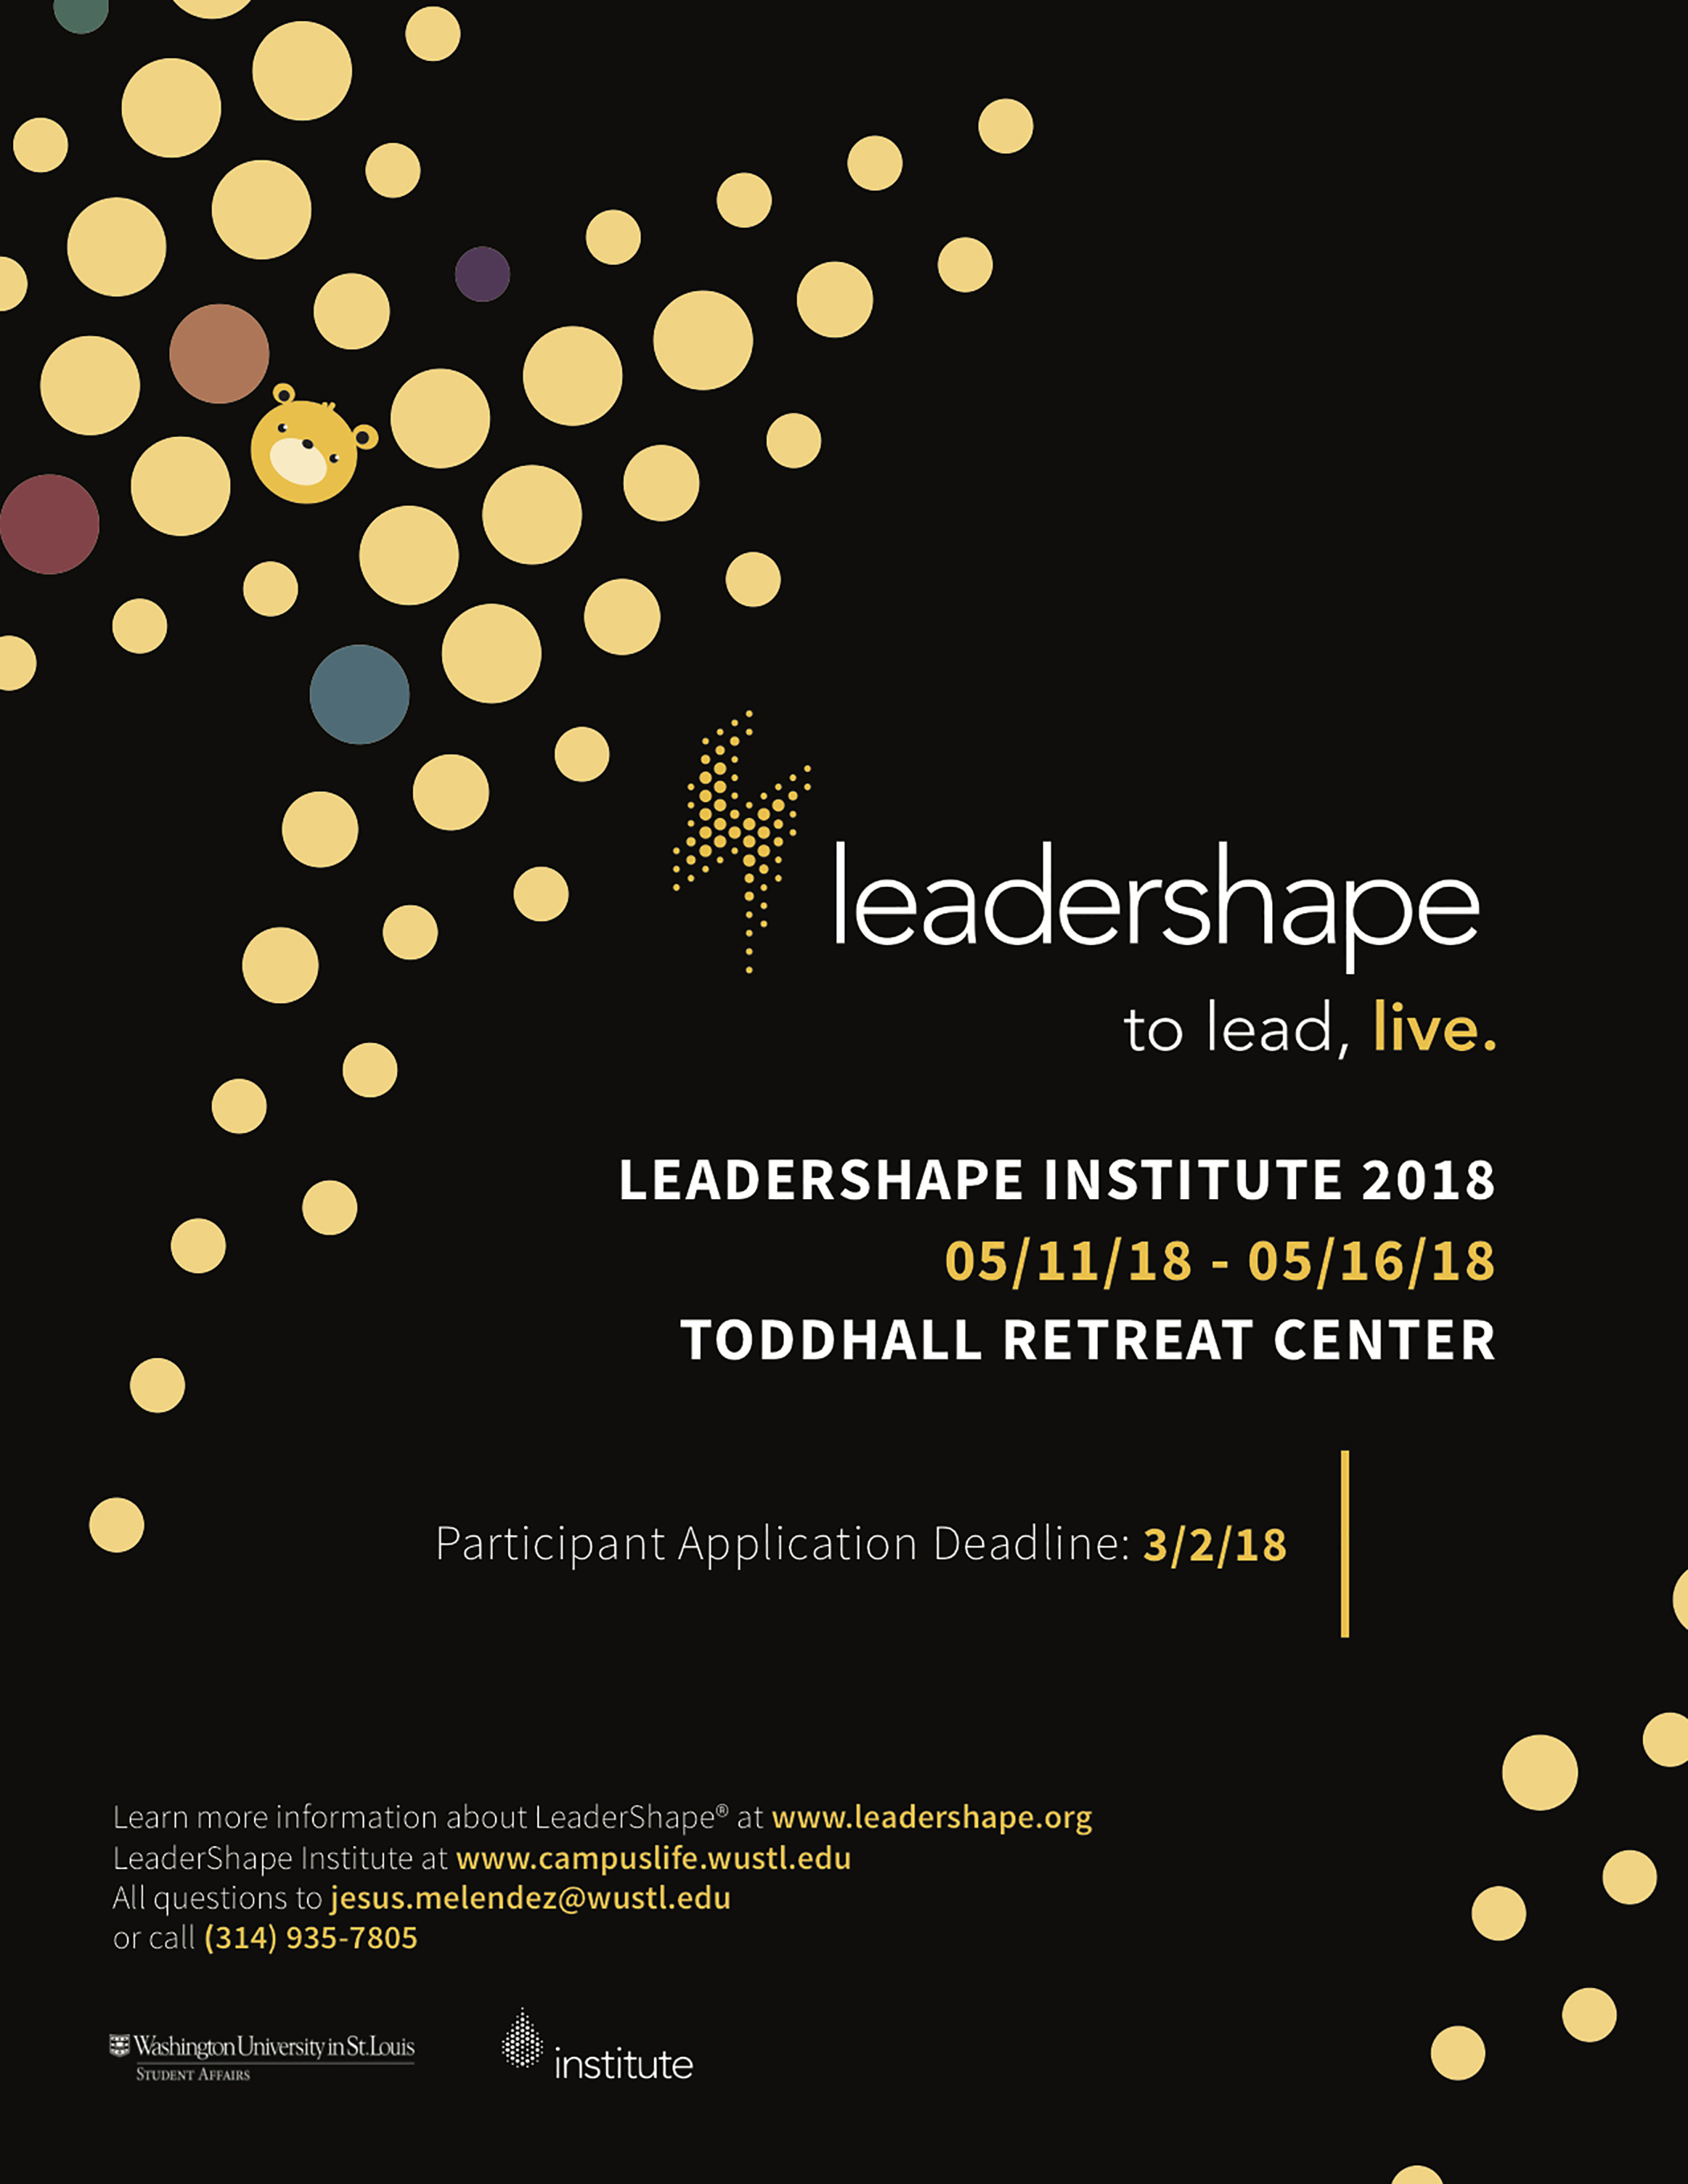 leadershape
to lead, live.
LEADERSHAPE INSTITUTE 2018
05/11/18 - 05/16/18
TODDHALL RETREAT CENTER
Participant Application Deadline: 3/2/18
Learn more information about LeaderShape® at www.leadershape.org
LeaderShape Institute at www.campuslife.wustl.edu
All questions to jesus.melendez@wustl.edu
or call (314) 935-7805
Washington University in St. Louis
STUDENT AFFAIRS
institute